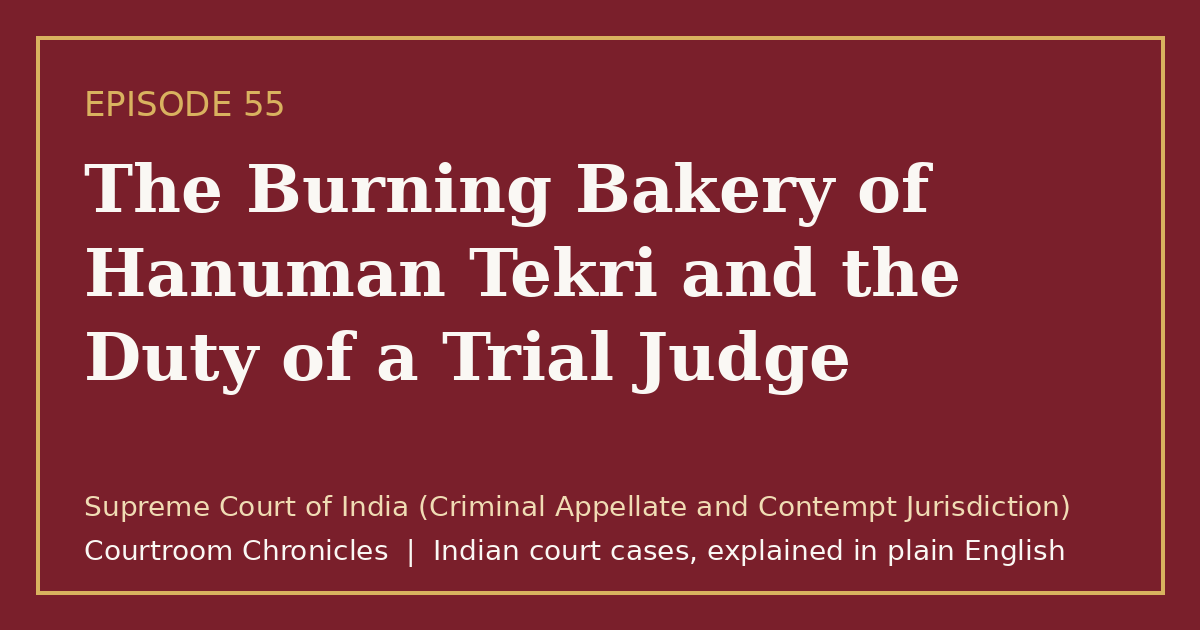 EPISODE 55
The Burning Bakery of
Hanuman Tekri and the
Duty of a Trial Judge
Supreme Court of India (Criminal Appellate and Contempt Jurisdiction)
Courtroom Chronicles | Indian court cases, explained in plain English